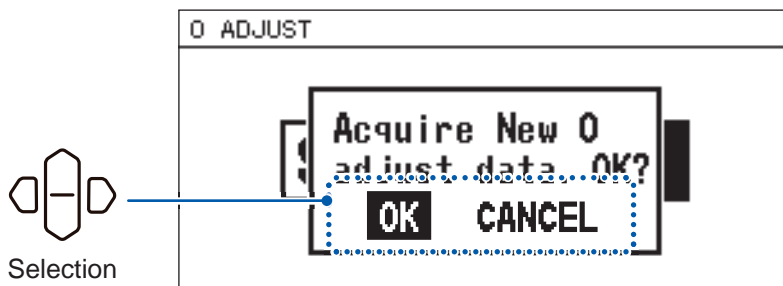 0 ADJUST
Acquire New 0
adjust data. OK?
OK CANCEL
Selection